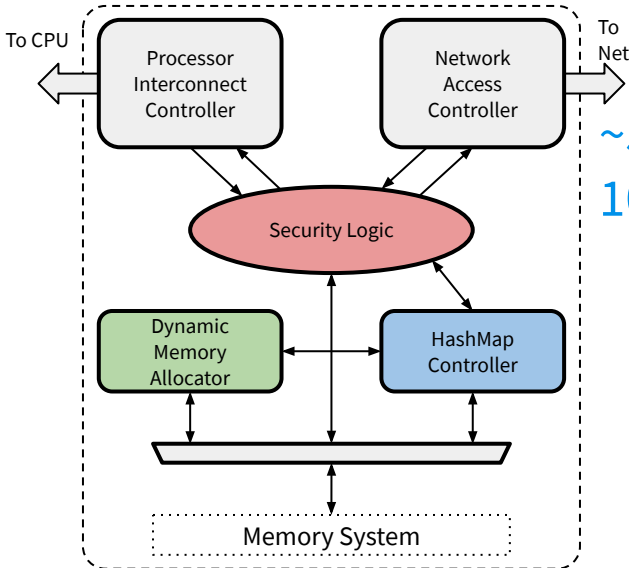 To CPU
Processor
Interconnect
Controller
Network
Access
Controller
To
Net
Security Logic
Dynamic
Memory
Allocator
HashMap
Controller
Memory System